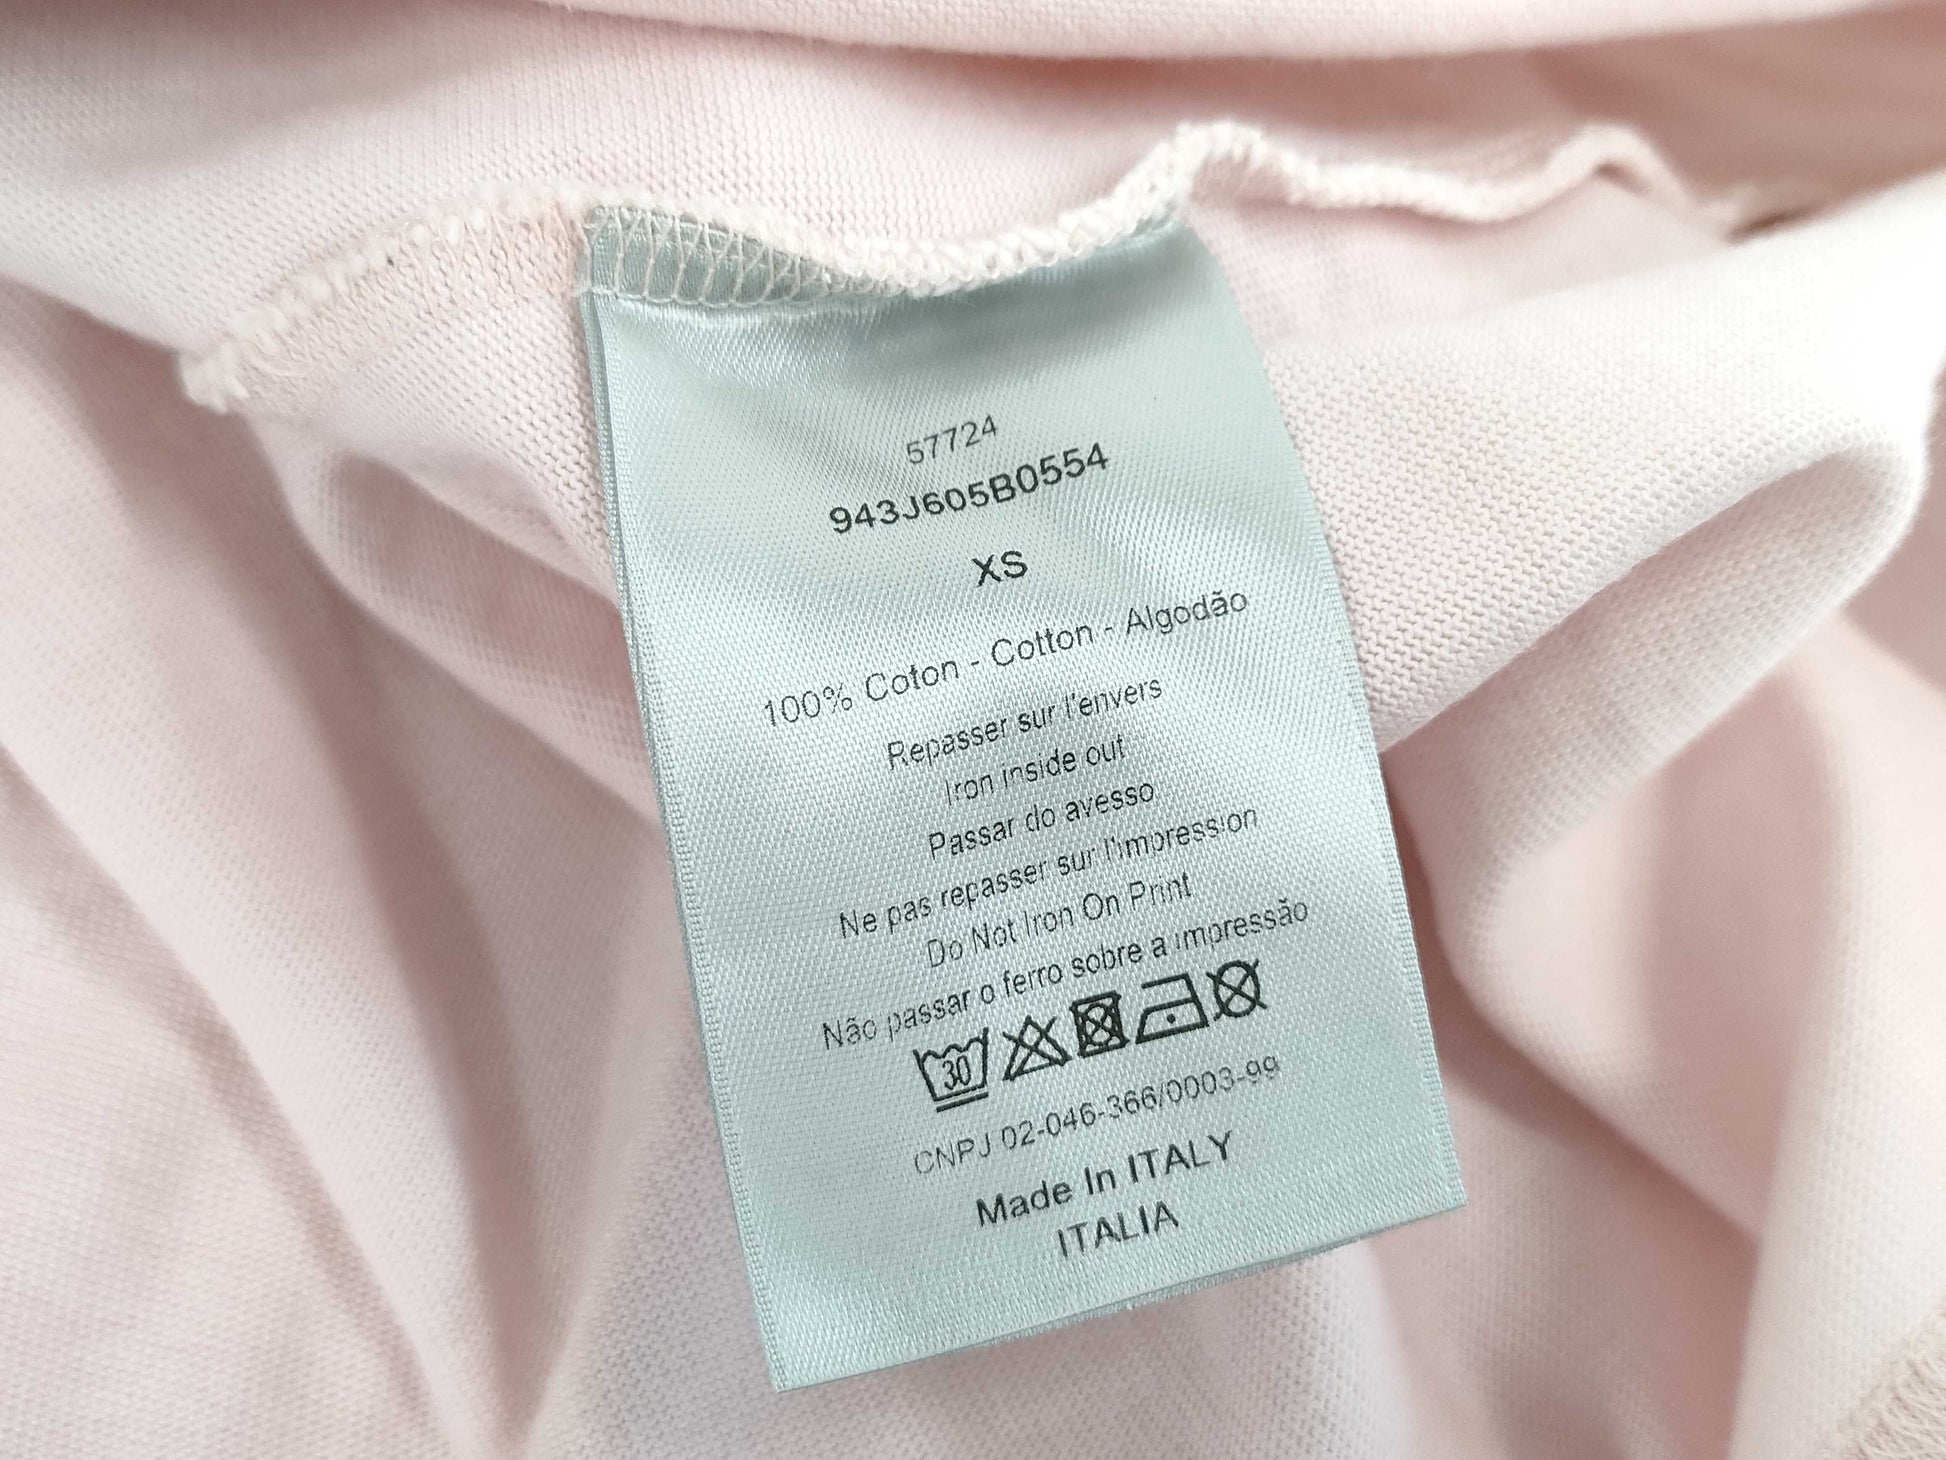 57724
943J605B0554
XS
100% Coton - Cotton - Algodão
Repasser sur l'envers
Iron inside out
Passar do avesso
Ne pas repasser sur l'impression
Do Not Iron On Print
Não passar o ferro sobre a impressão
30
CNPJ 02-046-366/0003-99
Made In ITALY
ITALIA